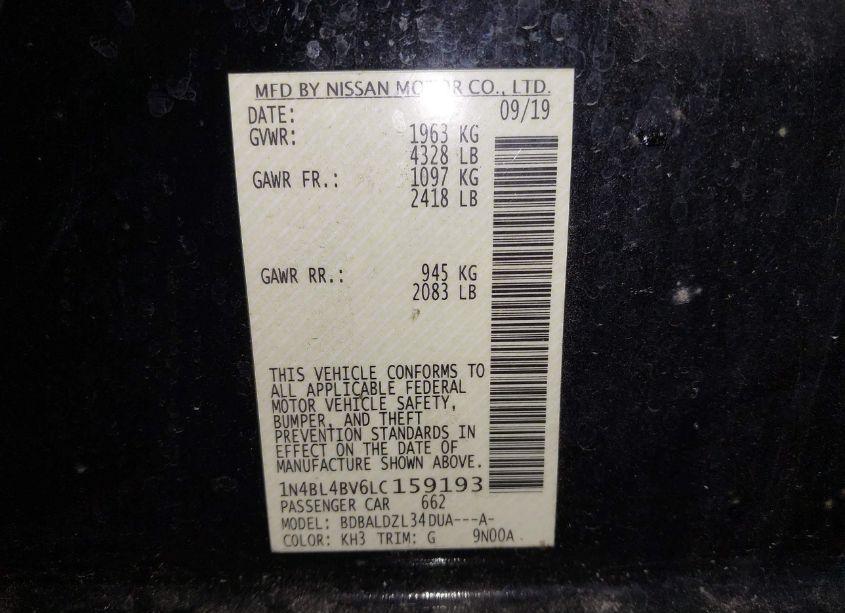 MFD BY NISSAN MOTOR CO., LTD.
DATE: 09/19
GVWR: 1963 KG
4328 LB
GAWR FR.: 1097 KG
2418 LB
GAWR RR.: 945 KG
2083 LB
THIS VEHICLE CONFORMS TO
ALL APPLICABLE FEDERAL
MOTOR VEHICLE SAFETY,
BUMPER, AND THEFT
PREVENTION STANDARDS IN
EFFECT ON THE DATE OF
MANUFACTURE SHOWN ABOVE.
1N4BL4BV6LC159193
PASSENGER CAR 662
MODEL: BDBALDZL34DUA---A-
COLOR: KH3 TRIM: G 9N00A